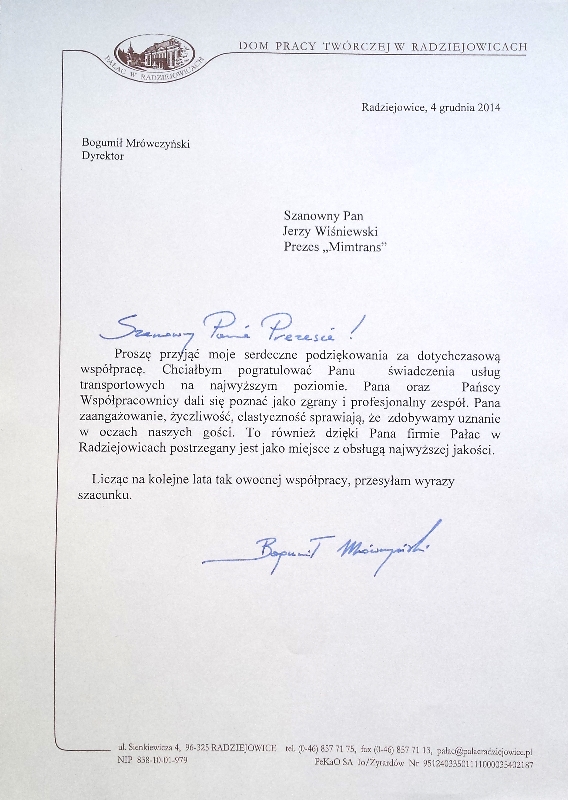 DOM PRACY TWÓRCZEJ W RADZIEJOWICACH
PAŁAC W RADZIEJOWICACH
Radziejowice, 4 grudnia 2014
Bogumił Mrówczyński
Dyrektor
Szanowny Pan
Jerzy Wiśniewski
Prezes „Mimtrans”
Szanowny Panie Prezesie!
Proszę przyjąć moje serdeczne podziękowania za dotychczasową
współpracę. Chciałbym pogratulować Panu świadczenia usług
transportowych na najwyższym poziomie. Pana oraz Pańscy
Współpracownicy dali się poznać jako zgrany i profesjonalny zespół. Pana
zaangażowanie, życzliwość, elastyczność sprawiają, że zdobywamy uznanie
w oczach naszych gości. To również dzięki Pana firmie Pałac w
Radziejowicach postrzegany jest jako miejsce z obsługą najwyższej jakości.
Licząc na kolejne lata tak owocnej współpracy, przesyłam wyrazy
szacunku.
Bogumił Mrówczyński
ul. Sienkiewicza 4, 96-325 RADZIEJOWICE tel. (0-46) 857 71 75, fax (0-46) 857 71 13, palac@palacradziejowice.pl
NIP 838-10-01-979 PeKaO SA Io/Żyrardów Nr 95124033501111000035402187